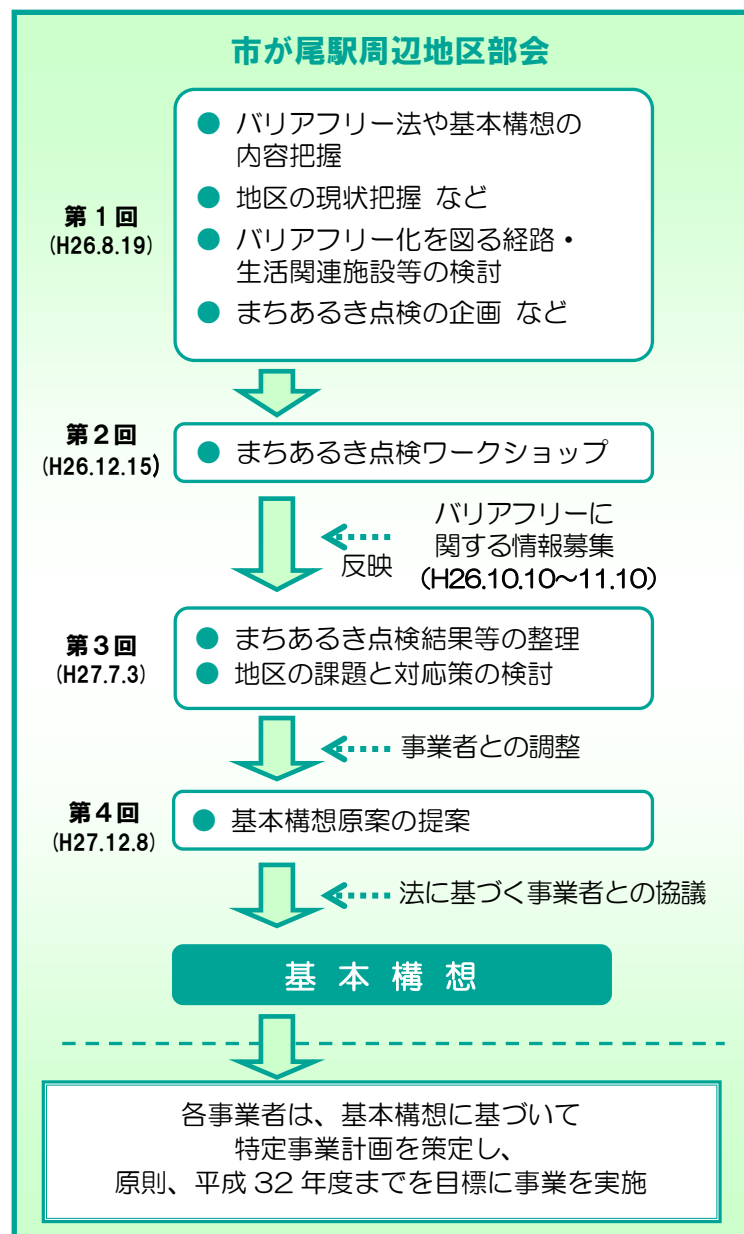 市が尾駅周辺地区部会
第1回
(H26.8.19)
● バリアフリー法や基本構想の
内容把握
● 地区の現状把握 など
● バリアフリー化を図る経路・
生活関連施設等の検討
● まちあるき点検の企画 など
第2回
(H26.12.15)
● まちあるき点検ワークショップ
反映
バリアフリーに
関する情報募集
(H26.10.10～11.10)
第3回
(H27.7.3)
● まちあるき点検結果等の整理
● 地区の課題と対応策の検討
事業者との調整
第4回
(H27.12.8)
● 基本構想原案の提案
法に基づく事業者との協議
基本構想
各事業者は、基本構想に基づいて
特定事業計画を策定し、
原則、平成 32 年度までを目標に事業を実施